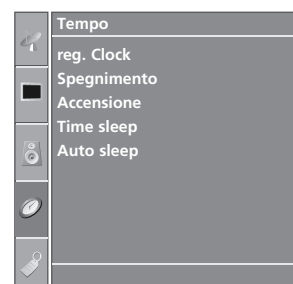 Tempo
reg. Clock
Spegnimento
Accensione
Time sleep
Auto sleep